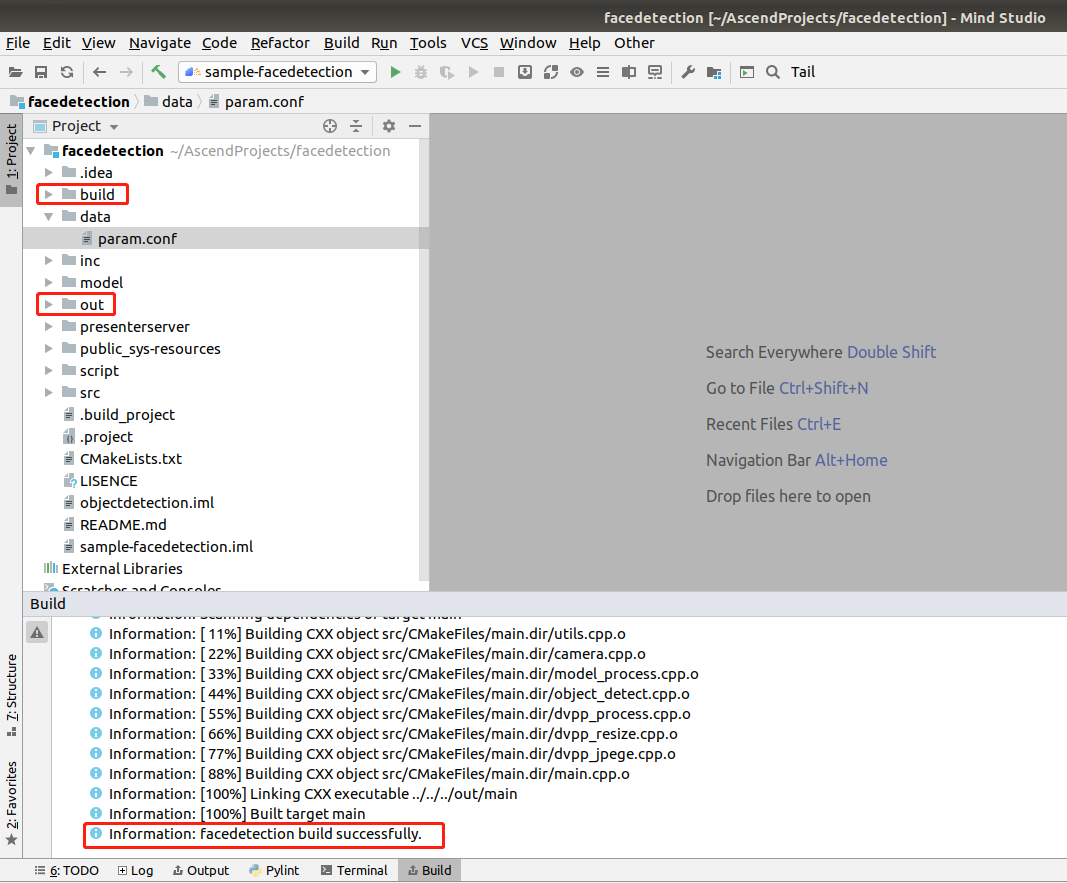 facedetection [~/AscendProjects/facedetection] - Mind Studio
File Edit View Navigate Code Refactor Build Run Tools VCS Window Help Other
sample-facedetection Tail
facedetection data param.conf
1: Project
Project
facedetection ~/AscendProjects/facedetection
.idea
build
data
param.conf
inc
model
out
presenterserver
public_sys-resources
script
src
.build_project
.project
CMakeLists.txt
LISENCE
objectdetection.iml
README.md
sample-facedetection.iml
External Libraries
Scratches and Consoles
Search Everywhere Double Shift
Go to File Ctrl+Shift+N
Recent Files Ctrl+E
Navigation Bar Alt+Home
Drop files here to open
Build
Information: Scanning dependencies of target main
Information: [ 11%] Building CXX object src/CMakeFiles/main.dir/utils.cpp.o
Information: [ 22%] Building CXX object src/CMakeFiles/main.dir/camera.cpp.o
Information: [ 33%] Building CXX object src/CMakeFiles/main.dir/model_process.cpp.o
Information: [ 44%] Building CXX object src/CMakeFiles/main.dir/object_detect.cpp.o
Information: [ 55%] Building CXX object src/CMakeFiles/main.dir/dvpp_process.cpp.o
Information: [ 66%] Building CXX object src/CMakeFiles/main.dir/dvpp_resize.cpp.o
Information: [ 77%] Building CXX object src/CMakeFiles/main.dir/dvpp_jpege.cpp.o
Information: [ 88%] Building CXX object src/CMakeFiles/main.dir/main.cpp.o
Information: [100%] Linking CXX executable ../../../out/main
Information: [100%] Built target main
Information: facedetection build successfully.
7: Structure
2: Favorites
6: TODO Log Output Pylint Terminal Build